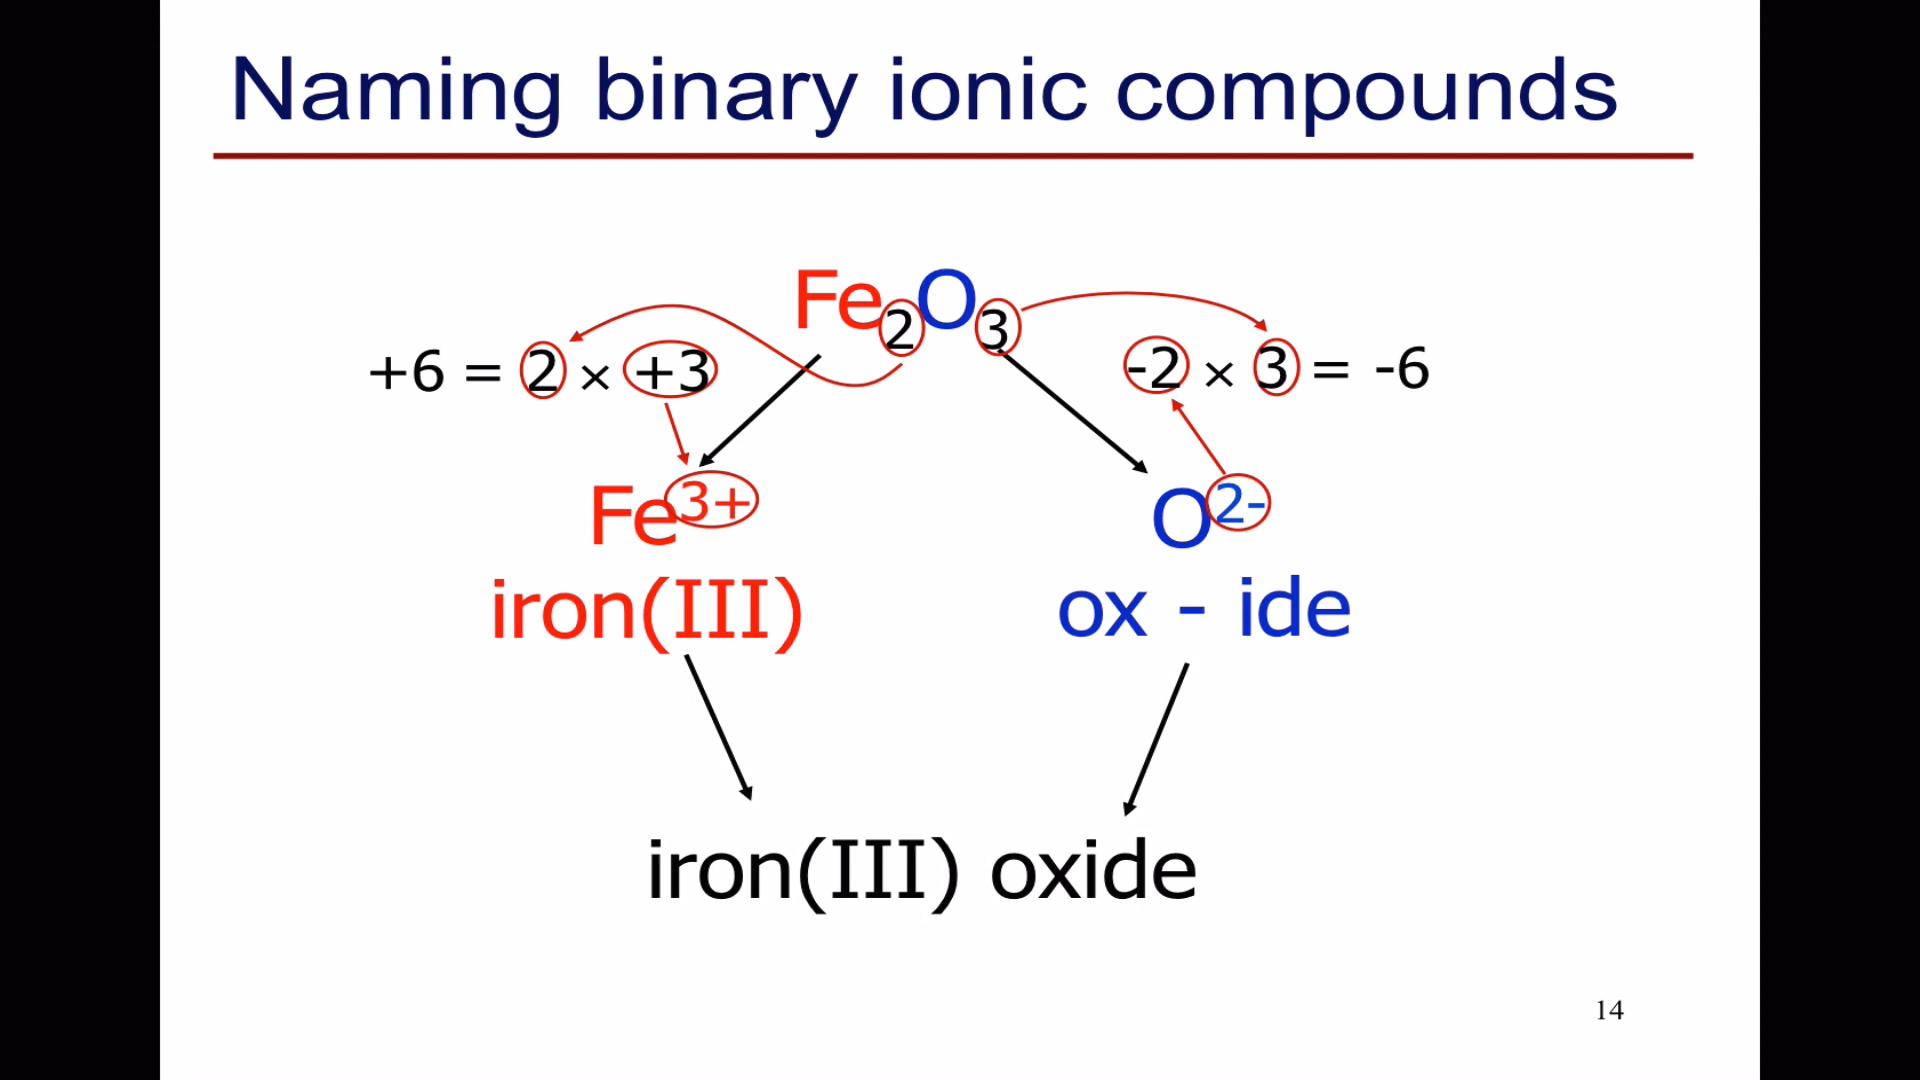 Naming binary ionic compounds
Fe₂O₃
+6 = 2 × +3
-2 × 3 = -6
Fe³⁺
O²⁻
iron(III)
ox - ide
iron(III) oxide
14